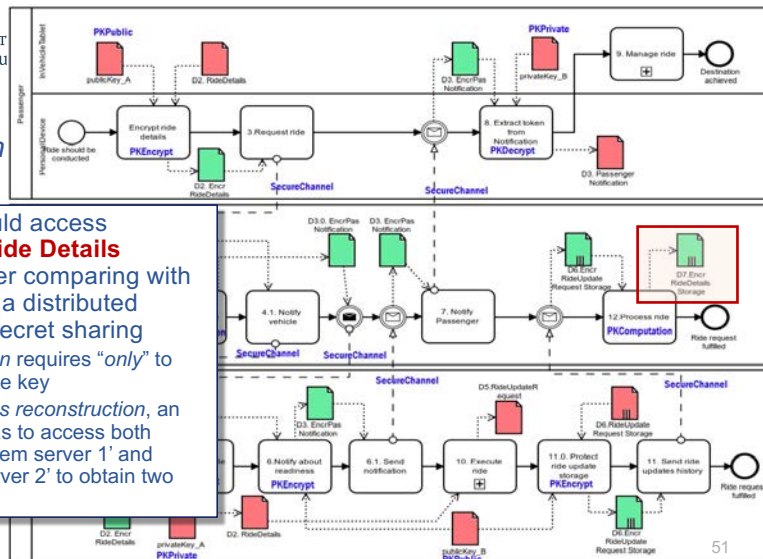 PKPublic
publicKey_A
D2. RideDetails
PKPrivate
D3. EncrPas
Notification
privateKey_B
9. Manage ride
Destination
achieved
Passenger
InVehicleTablet
PersonalDevice
Ride should be
conducted
Encrypt ride
details
PKEncrypt
3.Request ride
8. Extract token
from
Notification
PKDecrypt
D2. Encr
RideDetails
SecureChannel
SecureChannel
D3. Passenger
Notification
uld access
ide Details
er comparing with
a distributed
ecret sharing
n requires “only” to
e key
s reconstruction, an
s to access both
em server 1’ and
rver 2’ to obtain two
D3.0. EncrPas
Notification
D3. EncrPas
Notification
D6.Encr
RideUpdate
Request Storage
D7.Encr
RideDetails
Storage
4.1. Notify
vehicle
7. Notify
Passenger
12.Process ride
PKComputation
Ride request
fulfilled
SecureChannel
SecureChannel
SecureChannel
SecureChannel
D3. EncrPas
Notification
D5.RideUpdateR
equest
D6.RideUpdate
Request Storage
6.Notify about
readiness
PKEncrypt
6.1. Send
notification
10. Execute
ride
11.0. Protect
ride update
storage
PKEncrypt
11. Send ride
updates history
Ride reques
fulfilled
D2. Encr
RideDetails
privateKey_A
PKPrivate
D2. RideDetails
publicKey_B
PKPublic
D6.Encr
RideUpdate
Request Storage
51